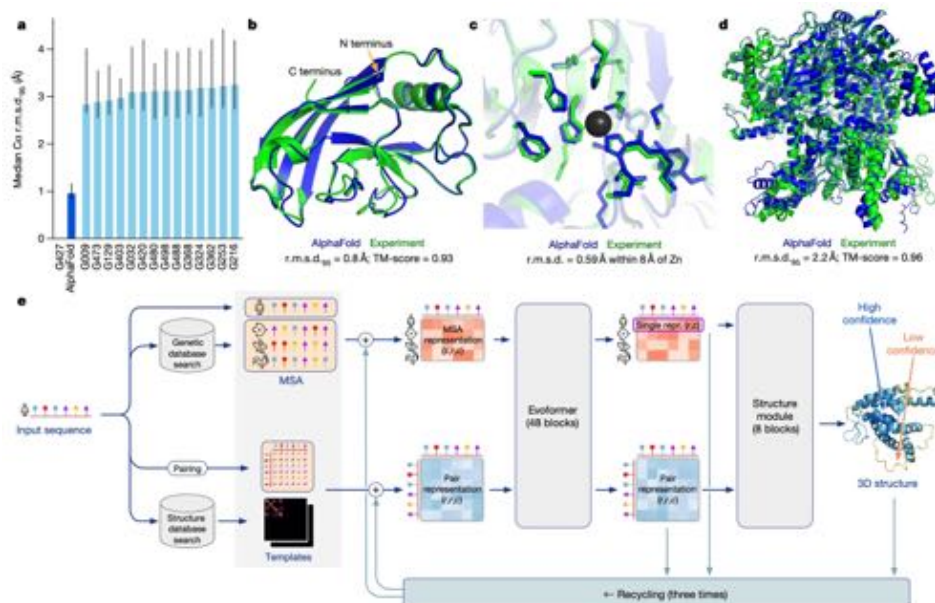 a
Median Cα r.m.s.d.95 (Å)
4
3
2
1
0
G427
AlphaFold
G009
G473
G129
G403
G032
G420
G480
G498
G488
G368
G324
G362
G253
G216
b
N terminus
C terminus
AlphaFold Experiment
r.m.s.d.95 = 0.8 Å; TM-score = 0.93
c
AlphaFold Experiment
r.m.s.d. = 0.59 Å within 8 Å of Zn
d
AlphaFold Experiment
r.m.s.d.95 = 2.2 Å; TM-score = 0.96
e
Input sequence
Genetic
database
search
MSA
Pairing
Structure
database
search
Templates
MSA
representation
(s,r,c)
Pair
representation
(r,r,c)
Evoformer
(48 blocks)
Single repr. (r,c)
Pair
representation
(r,r,c)
Structure
module
(8 blocks)
High
confidence
Low
confidence
3D structure
← Recycling (three times)